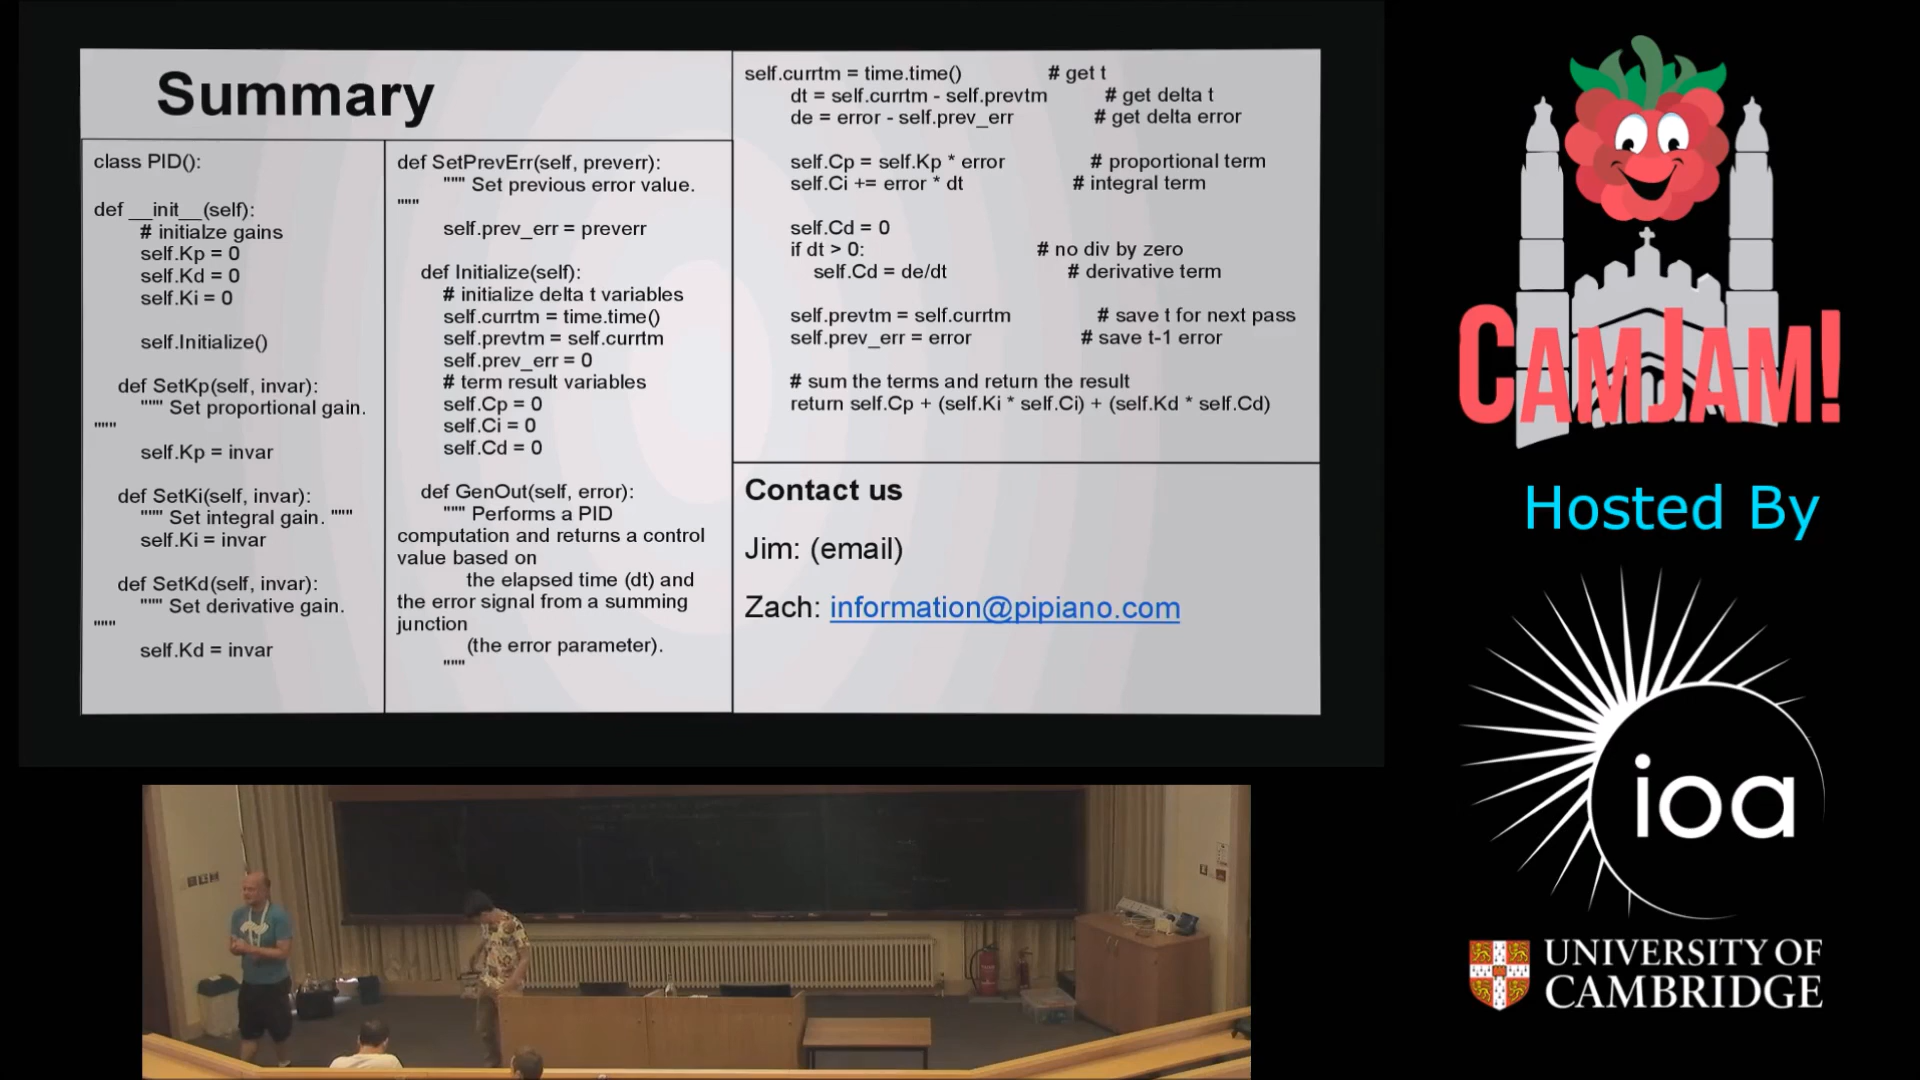 Summary
class PID():
def __init__(self):
# initialze gains
self.Kp = 0
self.Kd = 0
self.Ki = 0
self.Initialize()
def SetKp(self, invar):
""" Set proportional gain.
"""
self.Kp = invar
def SetKi(self, invar):
""" Set integral gain. """
self.Ki = invar
def SetKd(self, invar):
""" Set derivative gain.
"""
self.Kd = invar
def SetPrevErr(self, preverr):
""" Set previous error value.
"""
self.prev_err = preverr
def Initialize(self):
# initialize delta t variables
self.currtm = time.time()
self.prevtm = self.currtm
self.prev_err = 0
# term result variables
self.Cp = 0
self.Ci = 0
self.Cd = 0
def GenOut(self, error):
""" Performs a PID
computation and returns a control
value based on
the elapsed time (dt) and
the error signal from a summing
junction
(the error parameter).
"""
self.currtm = time.time() # get t
dt = self.currtm - self.prevtm # get delta t
de = error - self.prev_err # get delta error
self.Cp = self.Kp * error # proportional term
self.Ci += error * dt # integral term
self.Cd = 0
if dt > 0: # no div by zero
self.Cd = de/dt # derivative term
self.prevtm = self.currtm # save t for next pass
self.prev_err = error # save t-1 error
# sum the terms and return the result
return self.Cp + (self.Ki * self.Ci) + (self.Kd * self.Cd)
Contact us
Jim: (email)
Zach: information@pipiano.com
CAMJAM!
Hosted By
ioa
UNIVERSITY OF
CAMBRIDGE